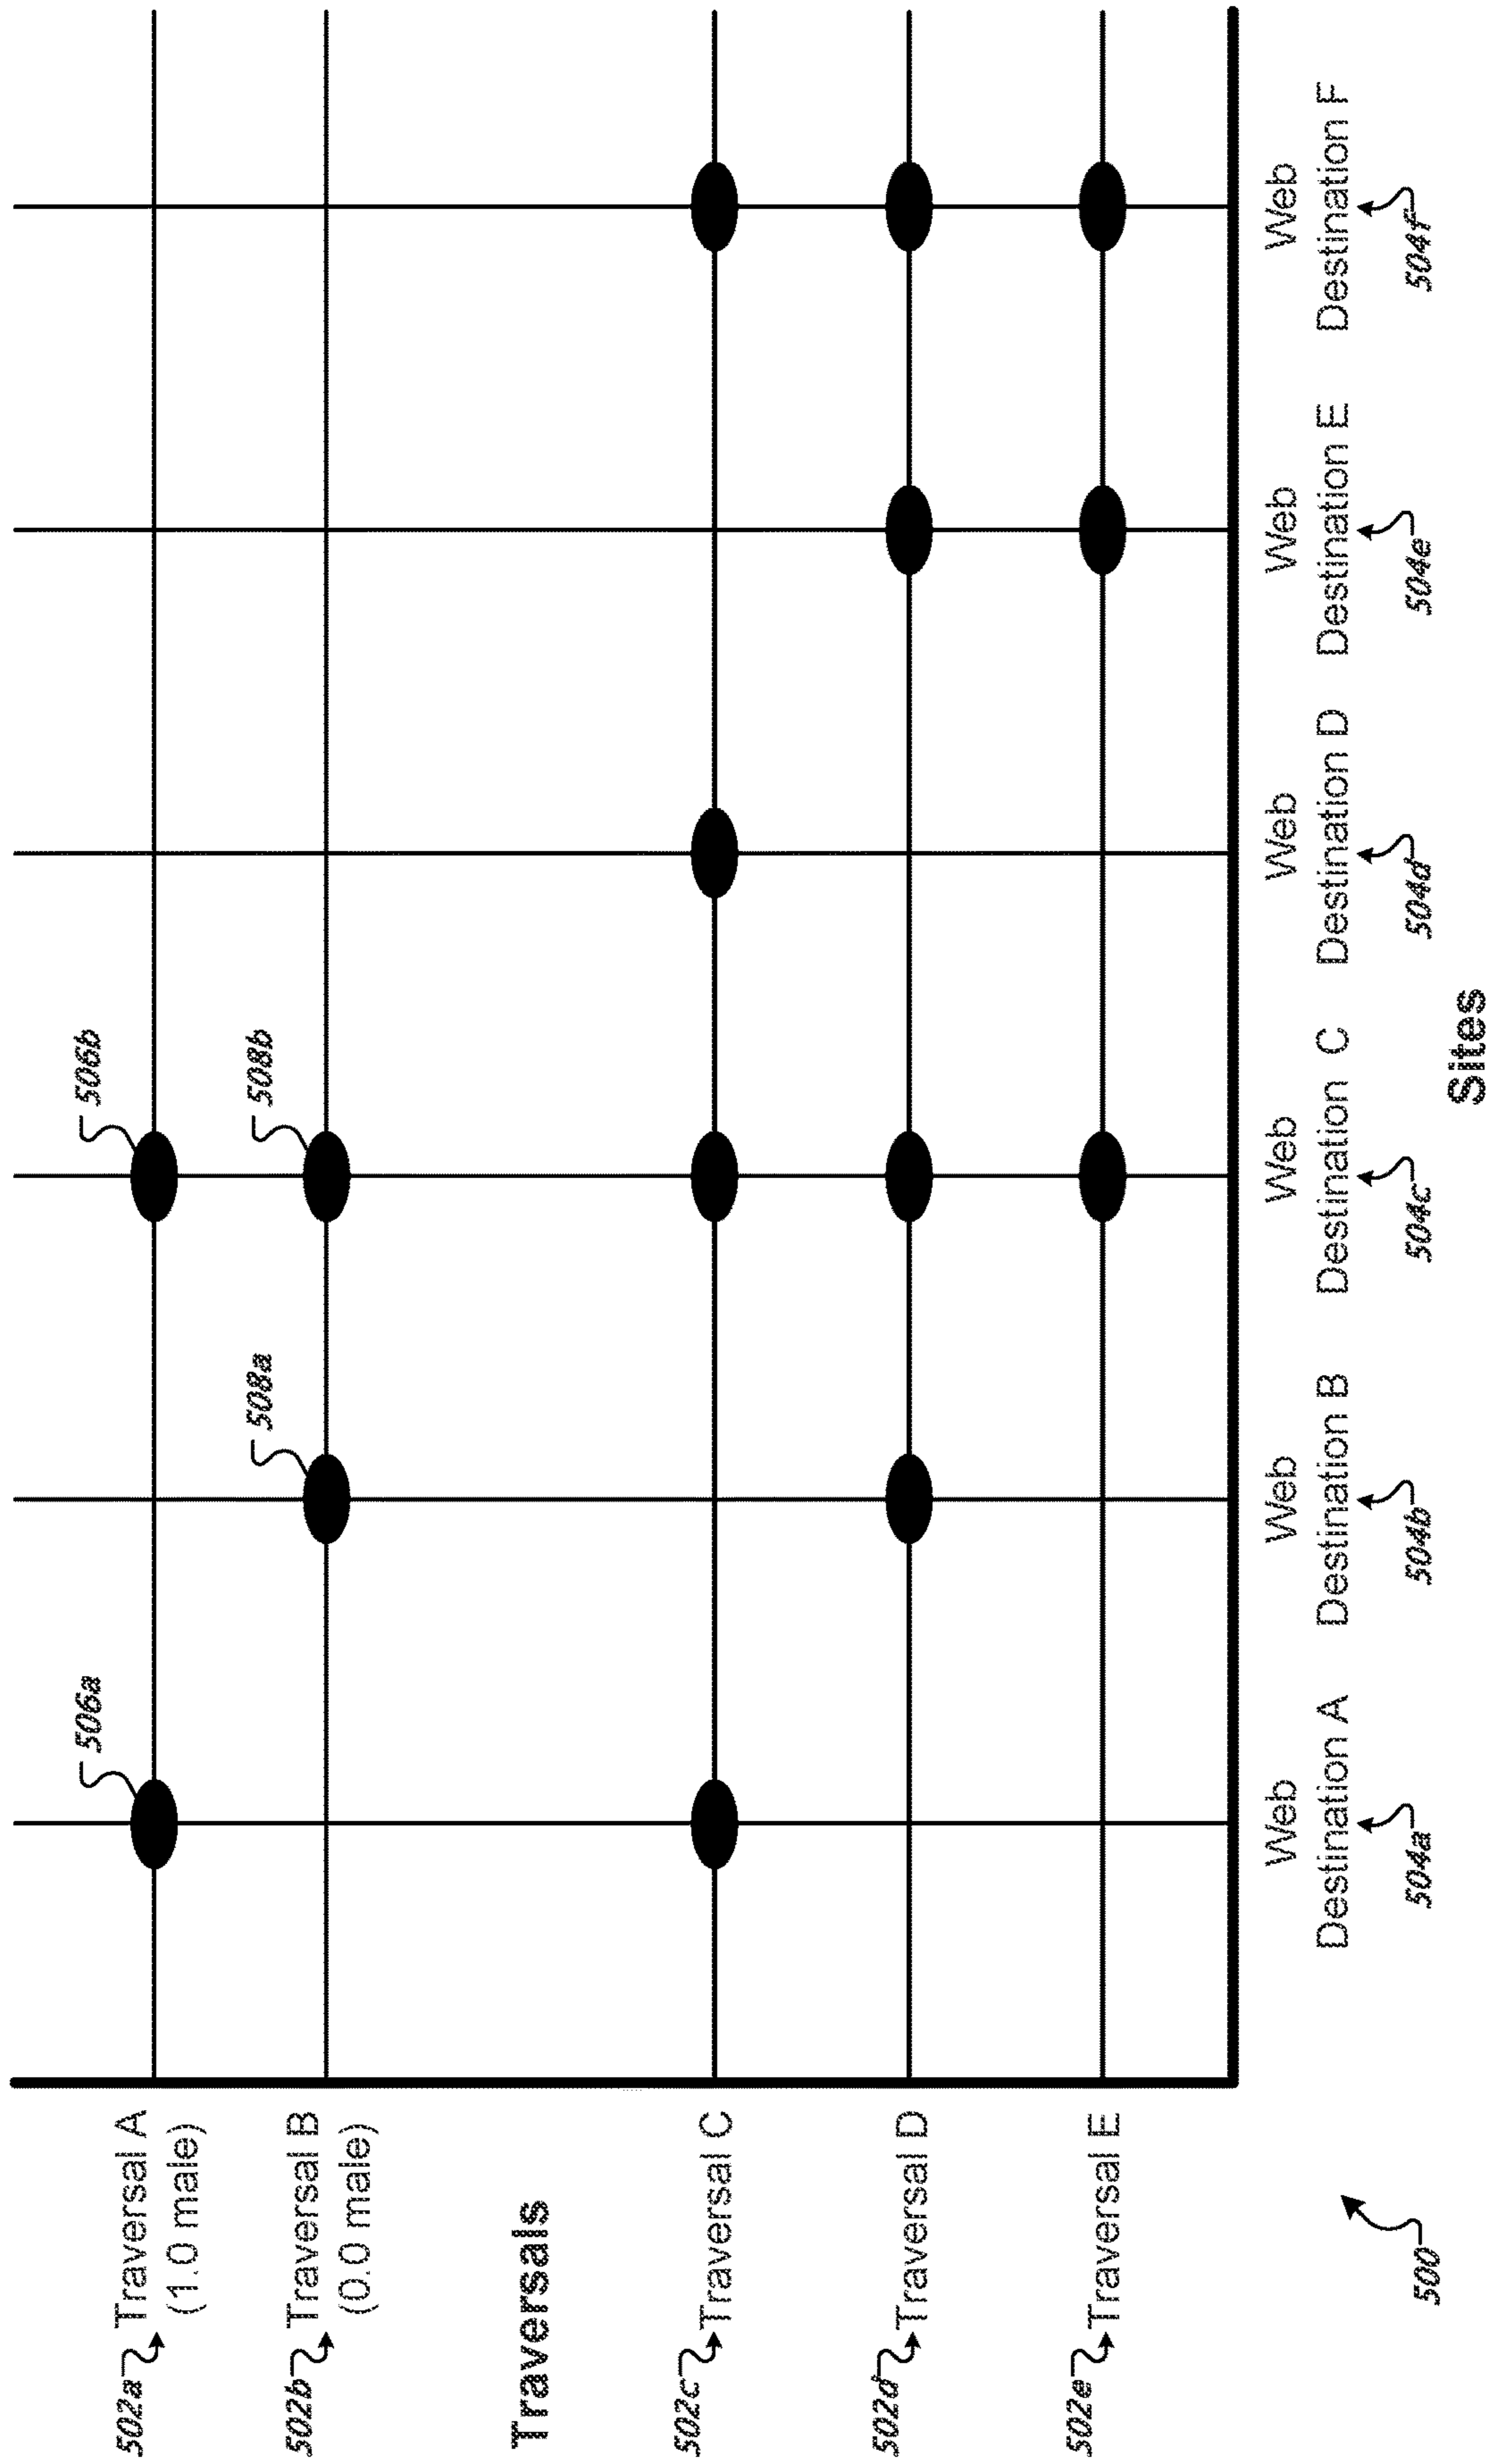 502a
Traversal A
(1.0 male)
502b
Traversal B
(0.0 male)
Traversals
502c
Traversal C
502d
Traversal D
502e
Traversal E
500
506a
506b
508a
508b
Web
Destination A
504a
Web
Destination B
504b
Web
Destination C
504c
Web
Destination D
504d
Web
Destination E
504e
Web
Destination F
504f
Sites